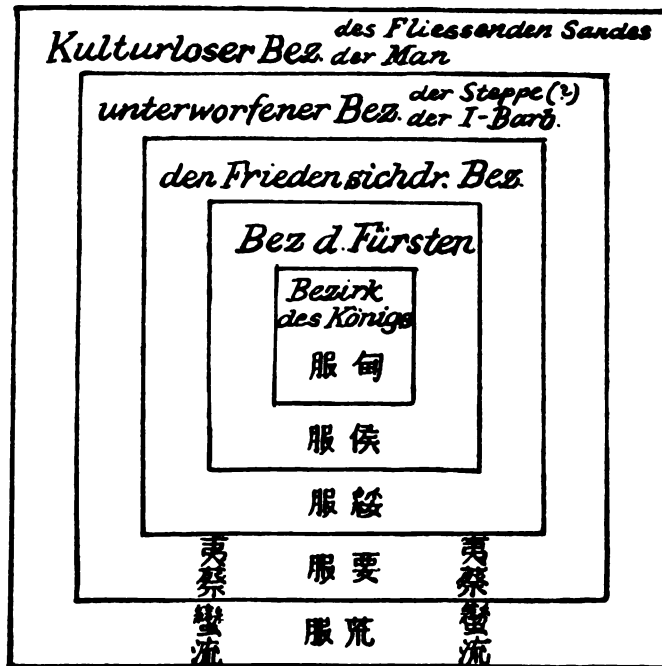 Kulturloser Bez. des Fliessenden Sandes
der Man
unterworfener Bez. der Steppe (?)
der I-Barb.
den Frieden sichdr. Bez.
Bez d. Fürsten
Bezirk
des Königs
甸服
侯服
綏服
夷蔡
要服
夷蔡
蠻流
荒服
蠻流